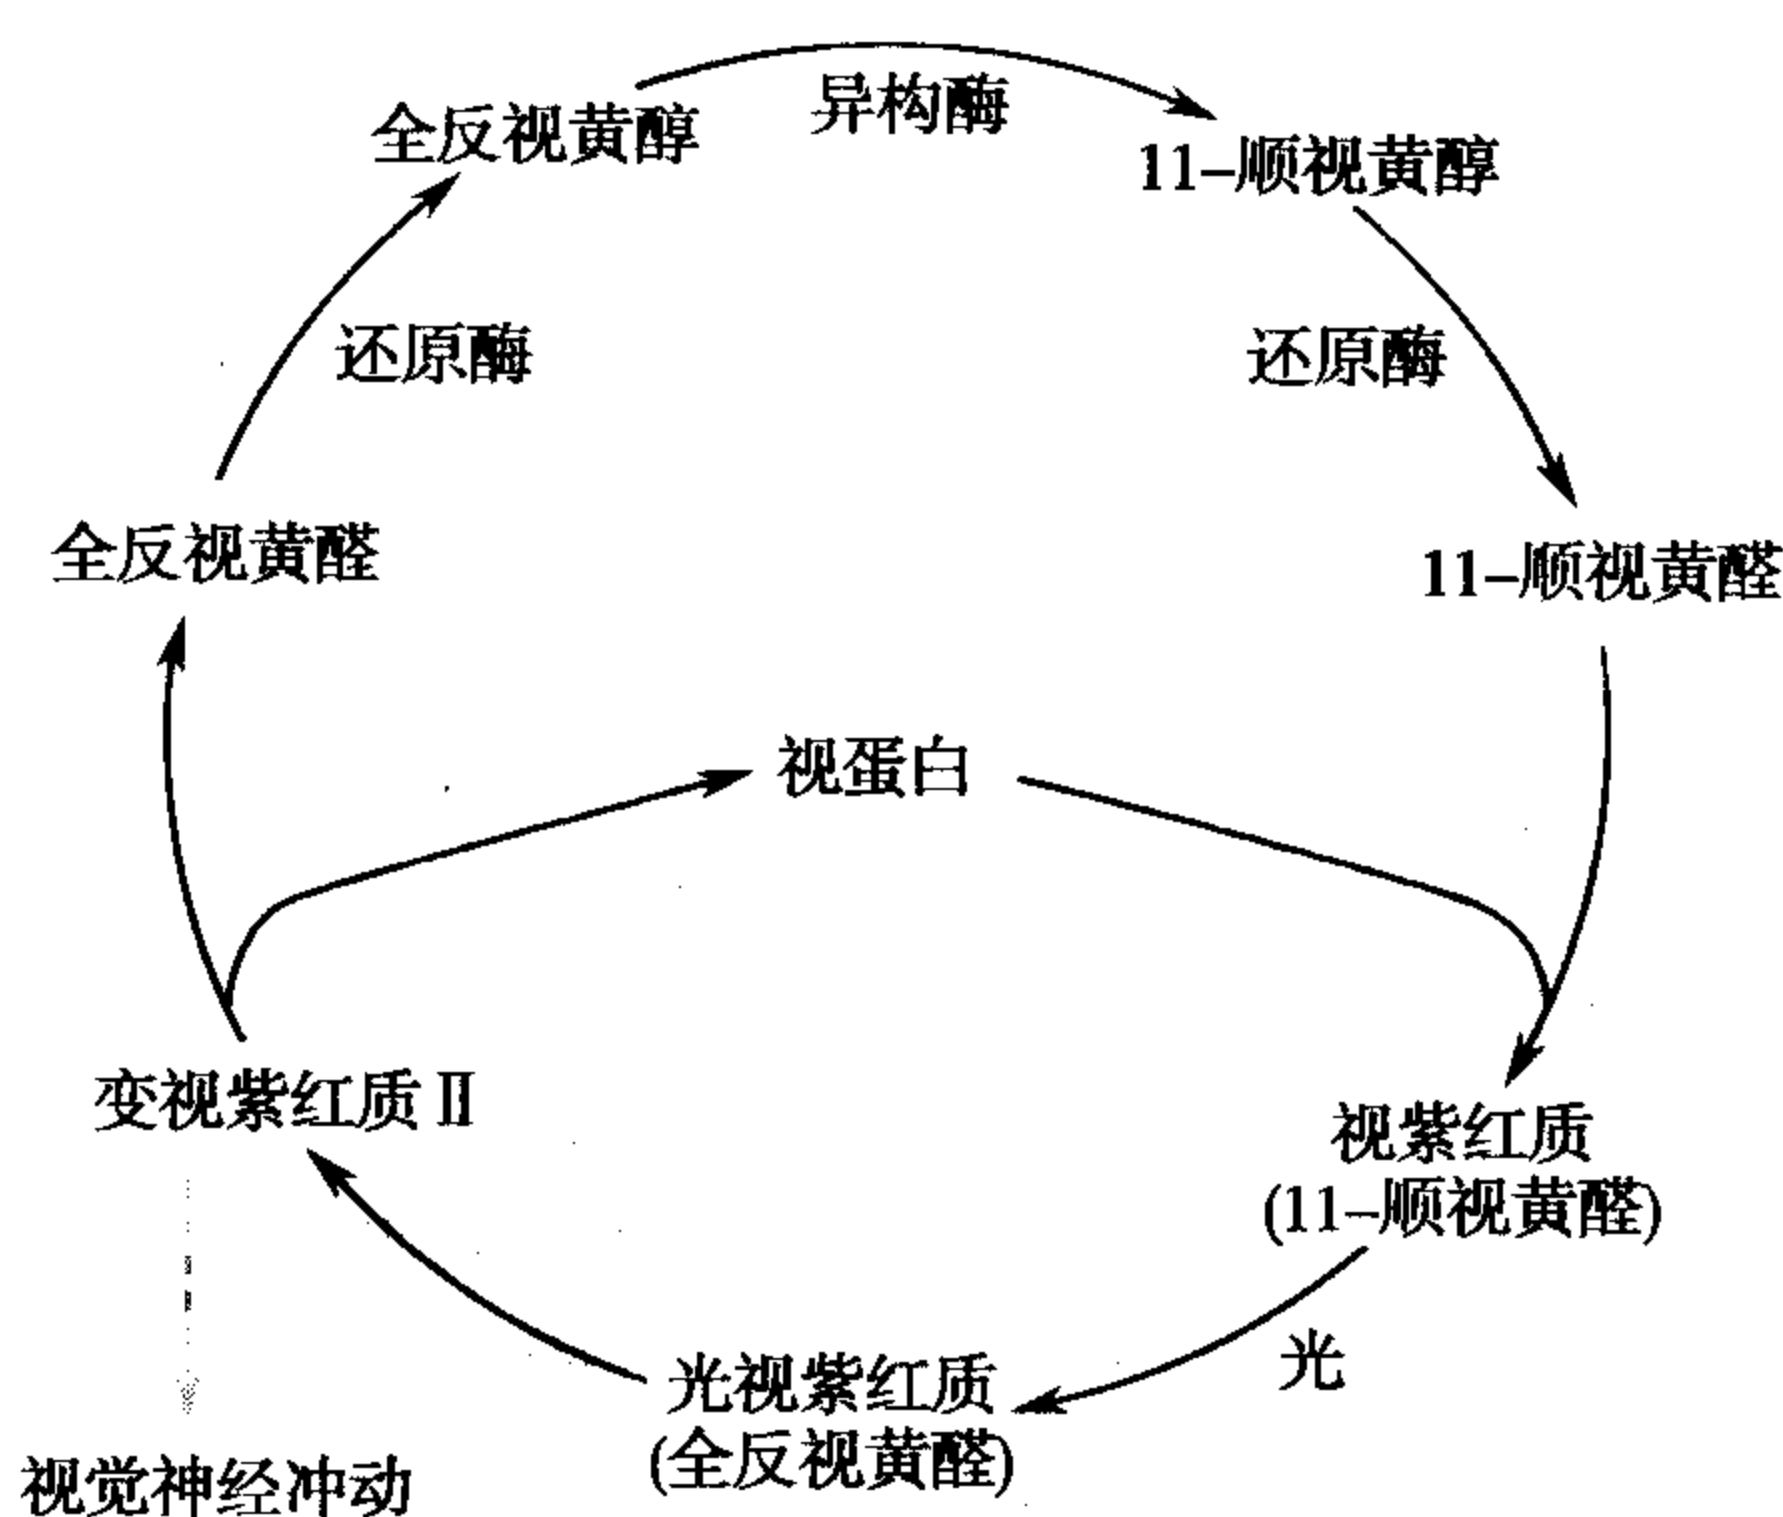 异构酶
全反视黄醇
11-顺视黄醇
还原酶
还原酶
全反视黄醛
11-顺视黄醛
视蛋白
变视紫红质Ⅱ
视紫红质
(11-顺视黄醛)
光
光视紫红质
(全反视黄醛)
视觉神经冲动